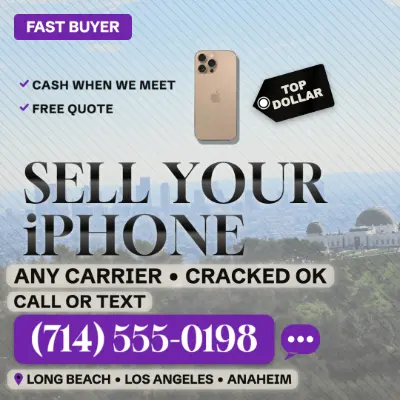 FAST BUYER
CASH WHEN WE MEET
FREE QUOTE
TOP
DOLLAR
SELL YOUR
iPHONE
ANY CARRIER • CRACKED OK
CALL OR TEXT
(714) 555-0198
LONG BEACH • LOS ANGELES • ANAHEIM